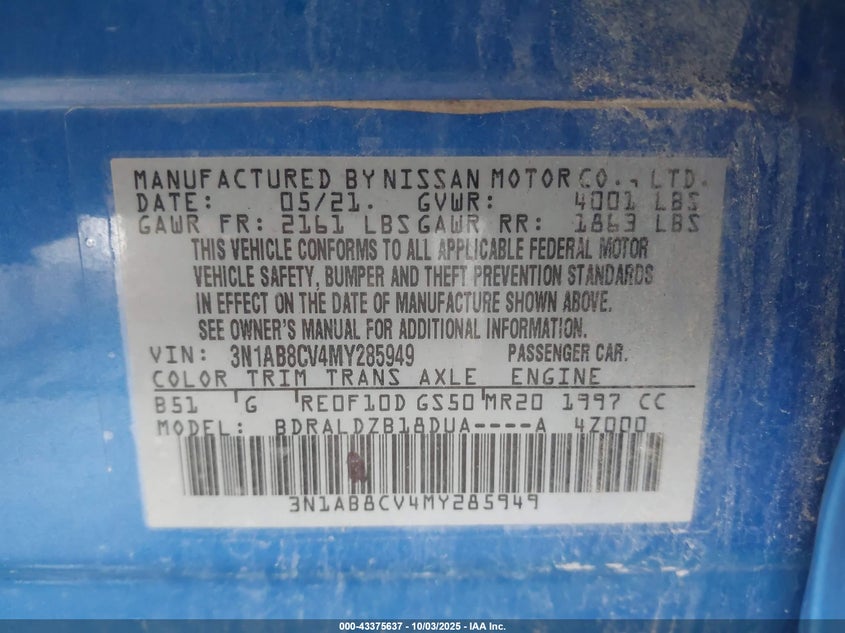 MANUFACTURED BY NISSAN MOTOR CO., LTD.
DATE: 05/21. GVWR: 4001 LBS
GAWR FR: 2161 LBS GAWR RR: 1863 LBS
THIS VEHICLE CONFORMS TO ALL APPLICABLE FEDERAL MOTOR
VEHICLE SAFETY, BUMPER AND THEFT PREVENTION STANDARDS
IN EFFECT ON THE DATE OF MANUFACTURE SHOWN ABOVE.
SEE OWNER'S MANUAL FOR ADDITIONAL INFORMATION.
VIN: 3N1AB8CV4MY285949 PASSENGER CAR.
COLOR TRIM TRANS AXLE ENGINE
B51 G RE0F10D GS50 MR20 1997 CC
MODEL: BDRALDZB18DUA----A 4Z000
3N1AB8CV4MY285949
000-43375637 - 10/03/2025 - IAA Inc.